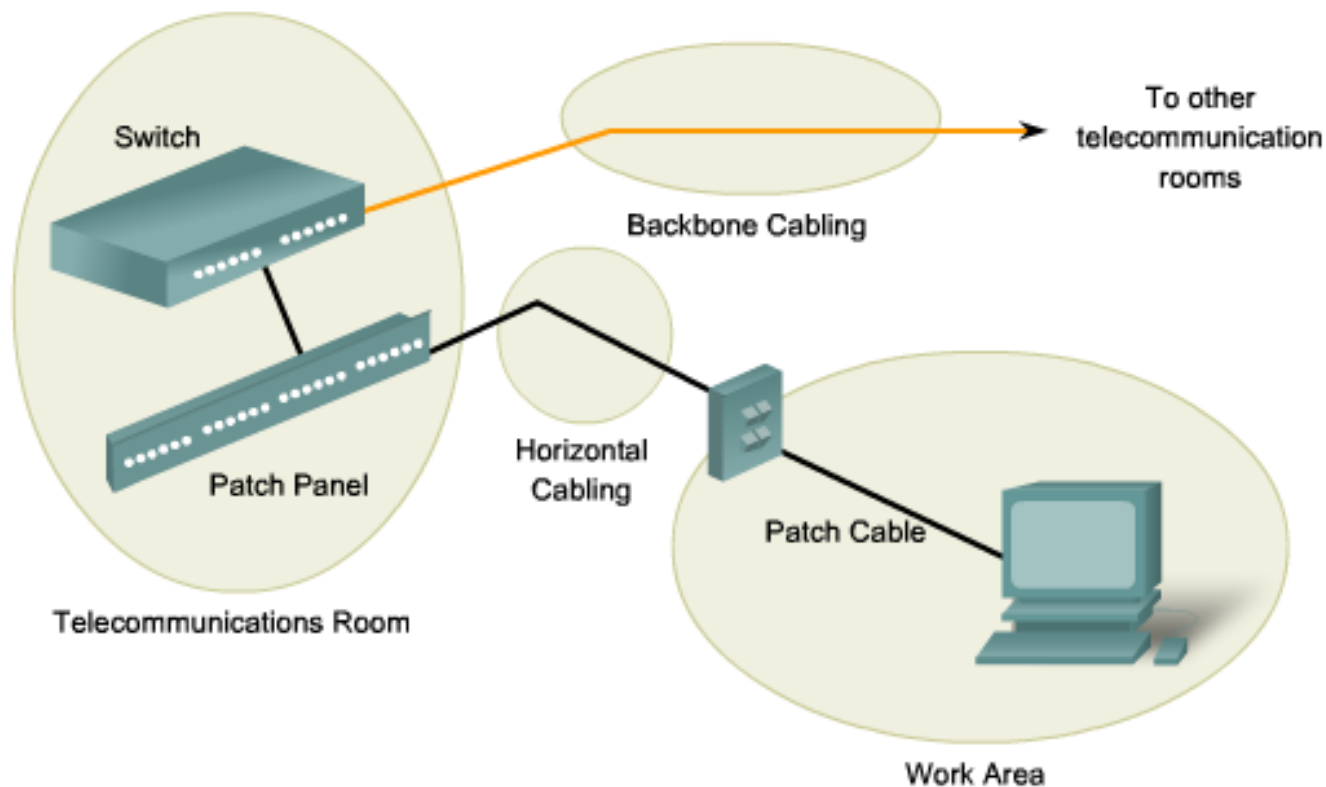 Switch
To other
telecommunication
rooms
Backbone Cabling
Patch Panel
Horizontal
Cabling
Patch Cable
Telecommunications Room
Work Area